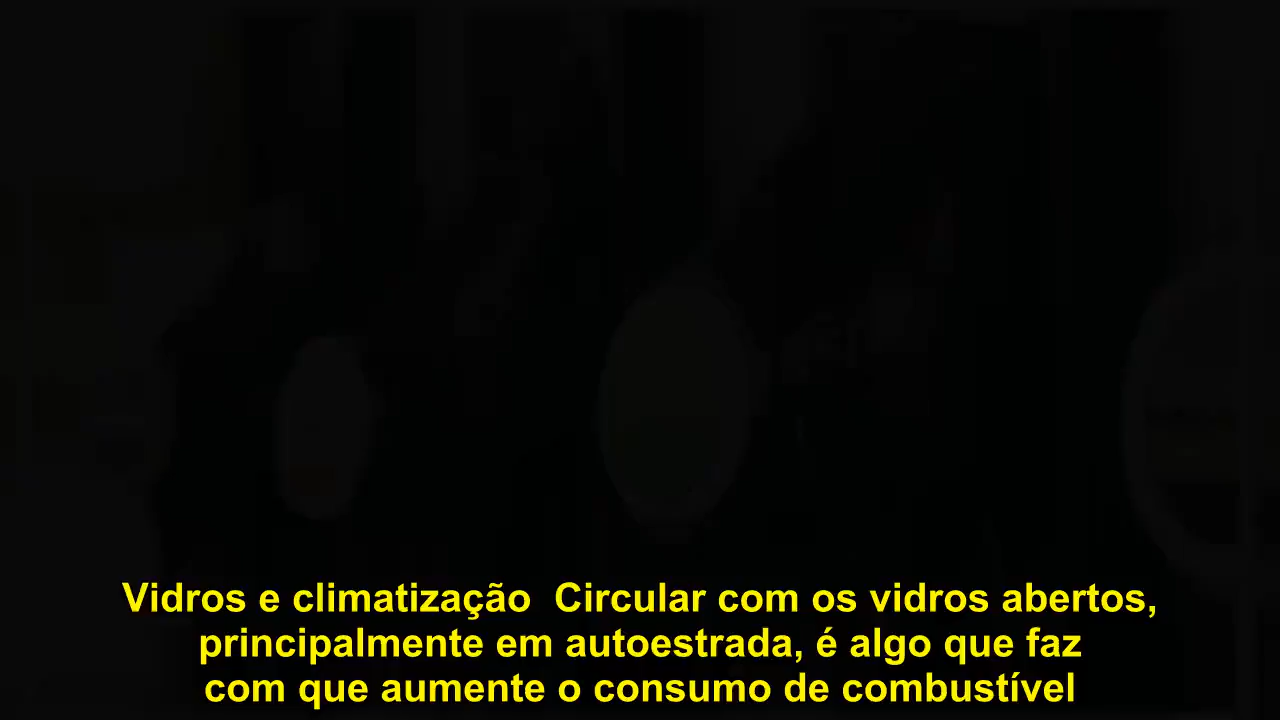 Vidros e climatização  Circular com os vidros abertos,
principalmente em autoestrada, é algo que faz
com que aumente o consumo de combustível